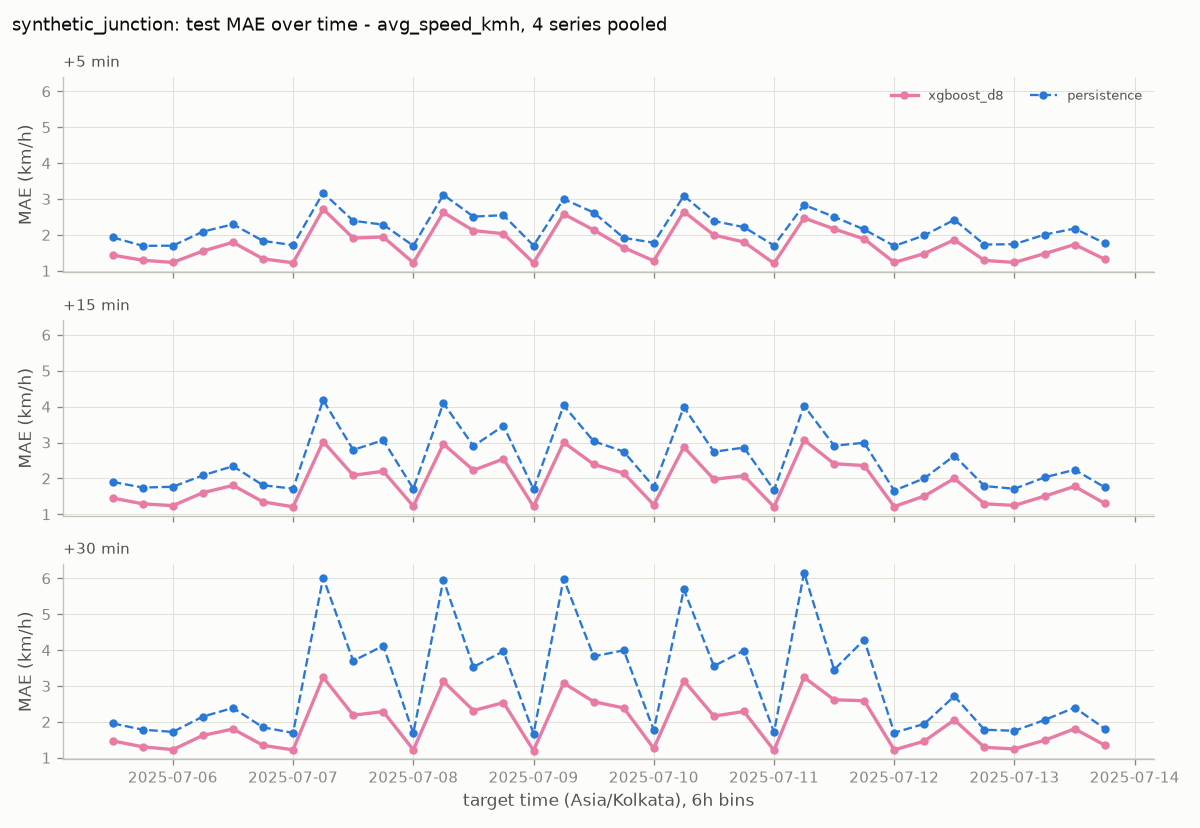 synthetic_junction: test MAE over time - avg_speed_kmh, 4 series pooled
+5 min
xgboost_d8
persistence
MAE (km/h)
6
5
4
3
2
1
+15 min
MAE (km/h)
6
5
4
3
2
1
+30 min
MAE (km/h)
6
5
4
3
2
1
2025-07-06 2025-07-07 2025-07-08 2025-07-09 2025-07-10 2025-07-11 2025-07-12 2025-07-13 2025-07-14
target time (Asia/Kolkata), 6h bins